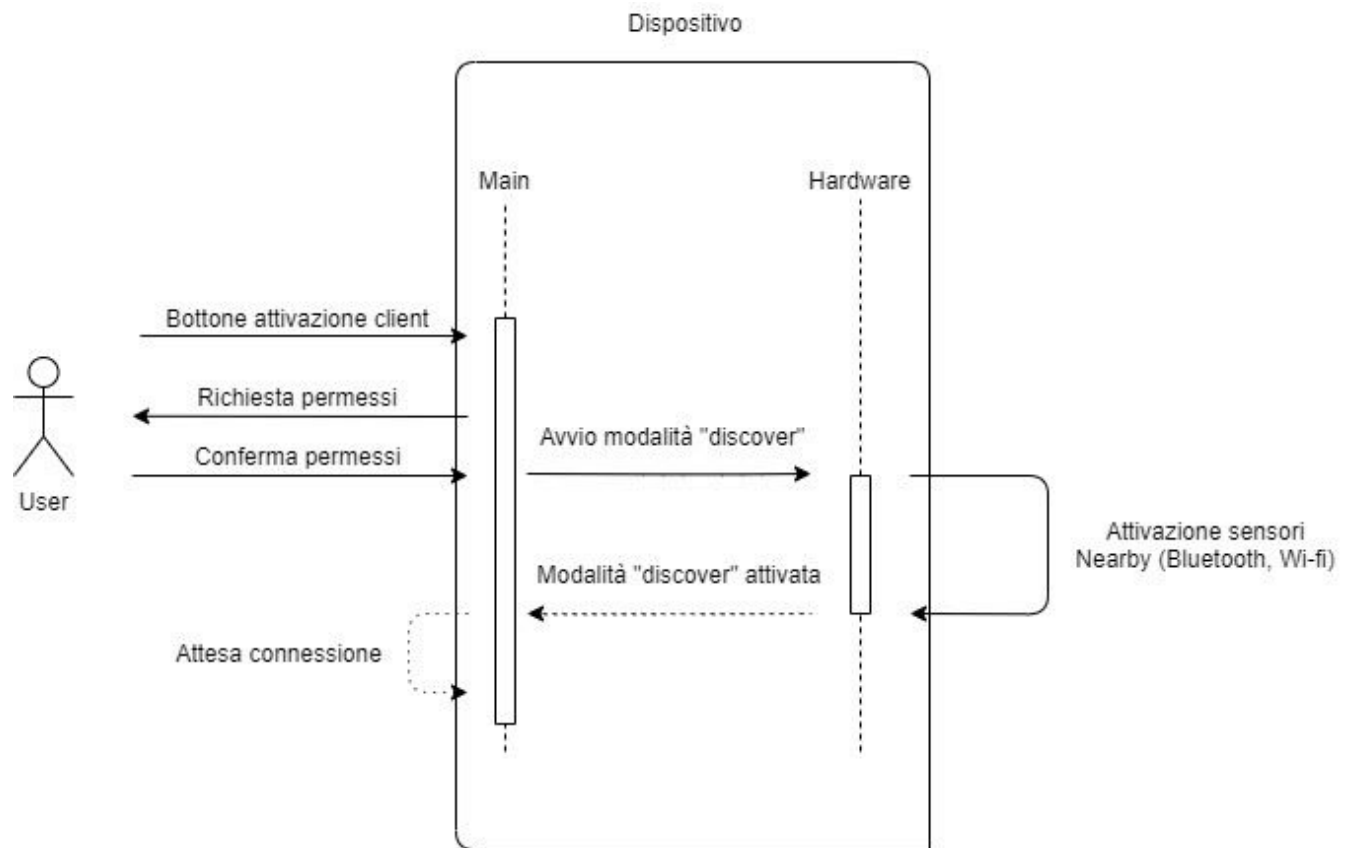 Dispositivo
Main
Hardware
Bottone attivazione client
Richiesta permessi
Avvio modalità "discover"
Conferma permessi
User
Attivazione sensori
Nearby (Bluetooth, Wi-fi)
Modalità "discover" attivata
Attesa connessione